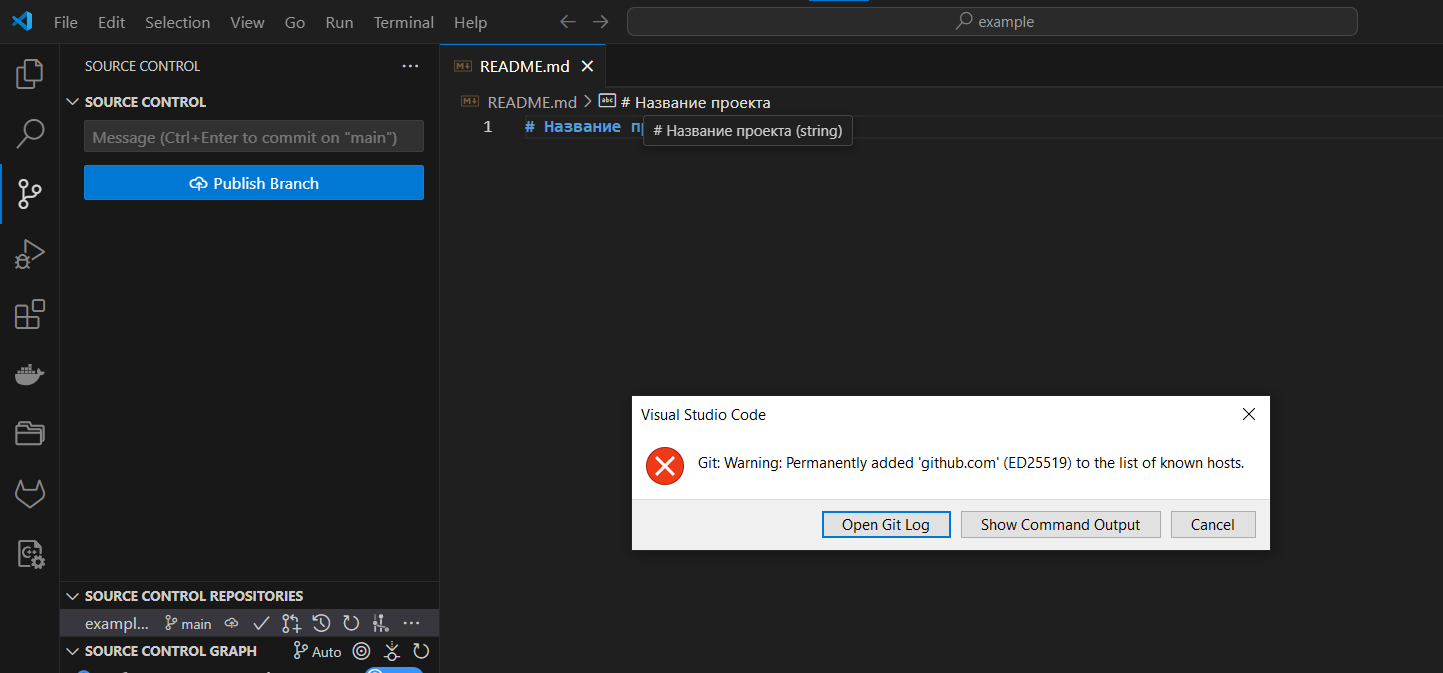 File Edit Selection View Go Run Terminal Help
example
SOURCE CONTROL
SOURCE CONTROL
Message (Ctrl+Enter to commit on "main")
Publish Branch
README.md
README.md > # Название проекта
1 # Название
# Название проекта (string)
Visual Studio Code
Git: Warning: Permanently added 'github.com' (ED25519) to the list of known hosts.
Open Git Log Show Command Output Cancel
SOURCE CONTROL REPOSITORIES
exampl... main
SOURCE CONTROL GRAPH Auto